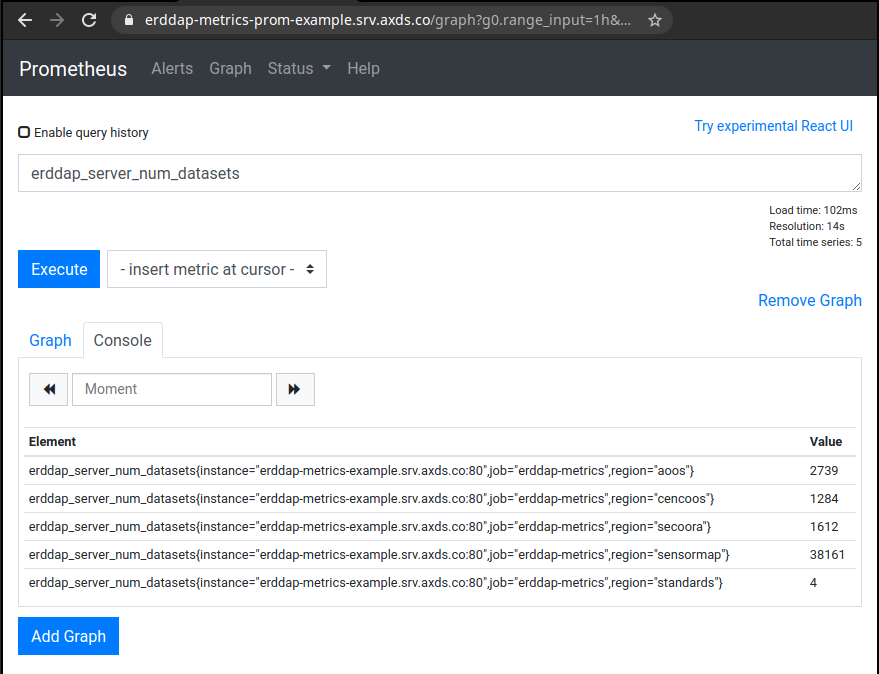 erddap-metrics-prom-example.srv.axds.co/graph?g0.range_input=1h&...
Prometheus Alerts Graph Status Help
Enable query history
Try experimental React UI
erddap_server_num_datasets
Load time: 102ms
Resolution: 14s
Total time series: 5
Execute - insert metric at cursor -
Remove Graph
Graph Console
Moment
Element Value
erddap_server_num_datasets{instance="erddap-metrics-example.srv.axds.co:80",job="erddap-metrics",region="aoos"} 2739
erddap_server_num_datasets{instance="erddap-metrics-example.srv.axds.co:80",job="erddap-metrics",region="cencoos"} 1284
erddap_server_num_datasets{instance="erddap-metrics-example.srv.axds.co:80",job="erddap-metrics",region="secoora"} 1612
erddap_server_num_datasets{instance="erddap-metrics-example.srv.axds.co:80",job="erddap-metrics",region="sensormap"} 38161
erddap_server_num_datasets{instance="erddap-metrics-example.srv.axds.co:80",job="erddap-metrics",region="standards"} 4
Add Graph